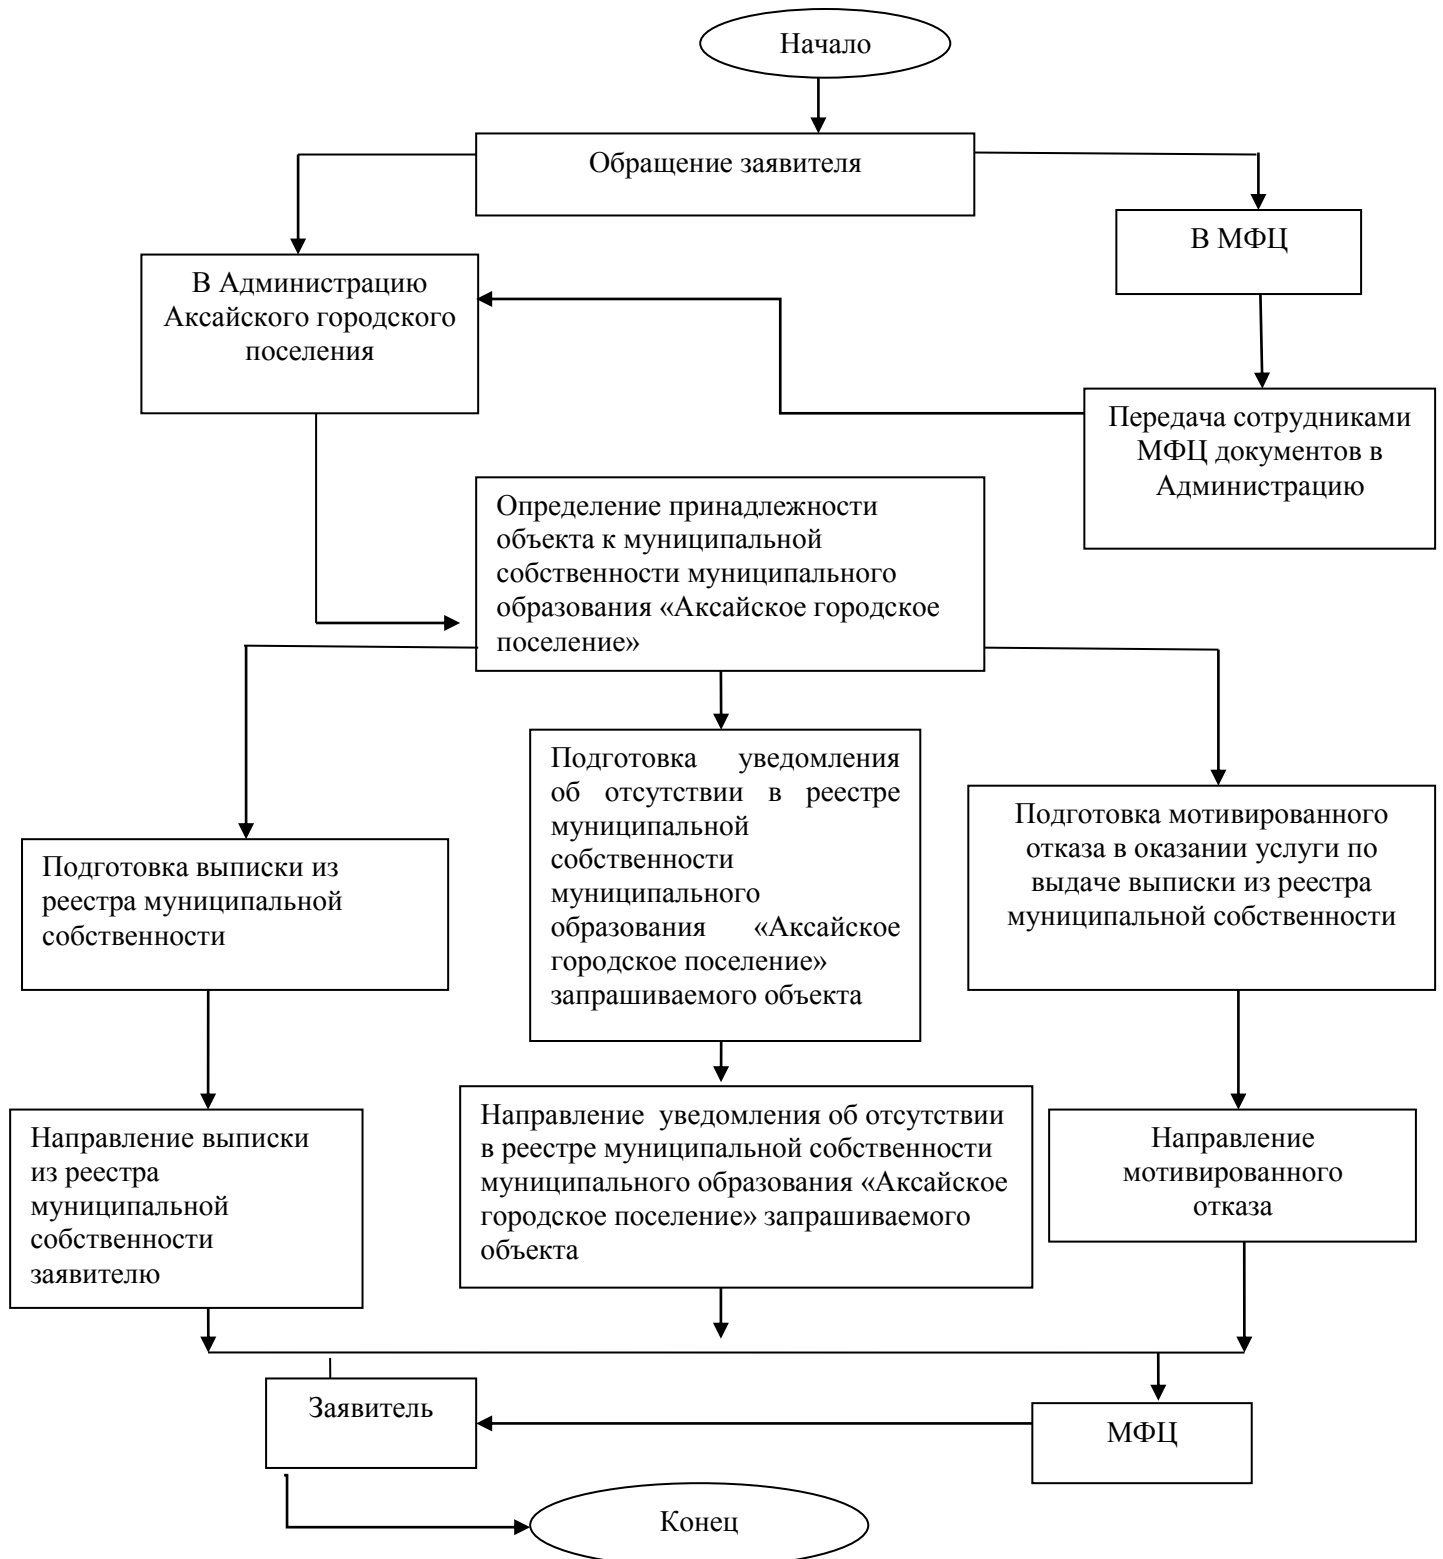 Начало
Обращение заявителя
В МФЦ
В Администрацию
Аксайского городского
поселения
Передача сотрудниками
МФЦ документов в
Администрацию
Определение принадлежности
объекта к муниципальной
собственности муниципального
образования «Аксайское городское
поселение»
Подготовка уведомления
об отсутствии в реестре
муниципальной
собственности
муниципального
образования «Аксайское
городское поселение»
запрашиваемого объекта
Подготовка мотивированного
отказа в оказании услуги по
выдаче выписки из реестра
муниципальной собственности
Подготовка выписки из
реестра муниципальной
собственности
Направление выписки
из реестра
муниципальной
собственности
заявителю
Направление уведомления об отсутствии
в реестре муниципальной собственности
муниципального образования «Аксайское
городское поселение» запрашиваемого
объекта
Направление
мотивированного
отказа
Заявитель
МФЦ
Конец